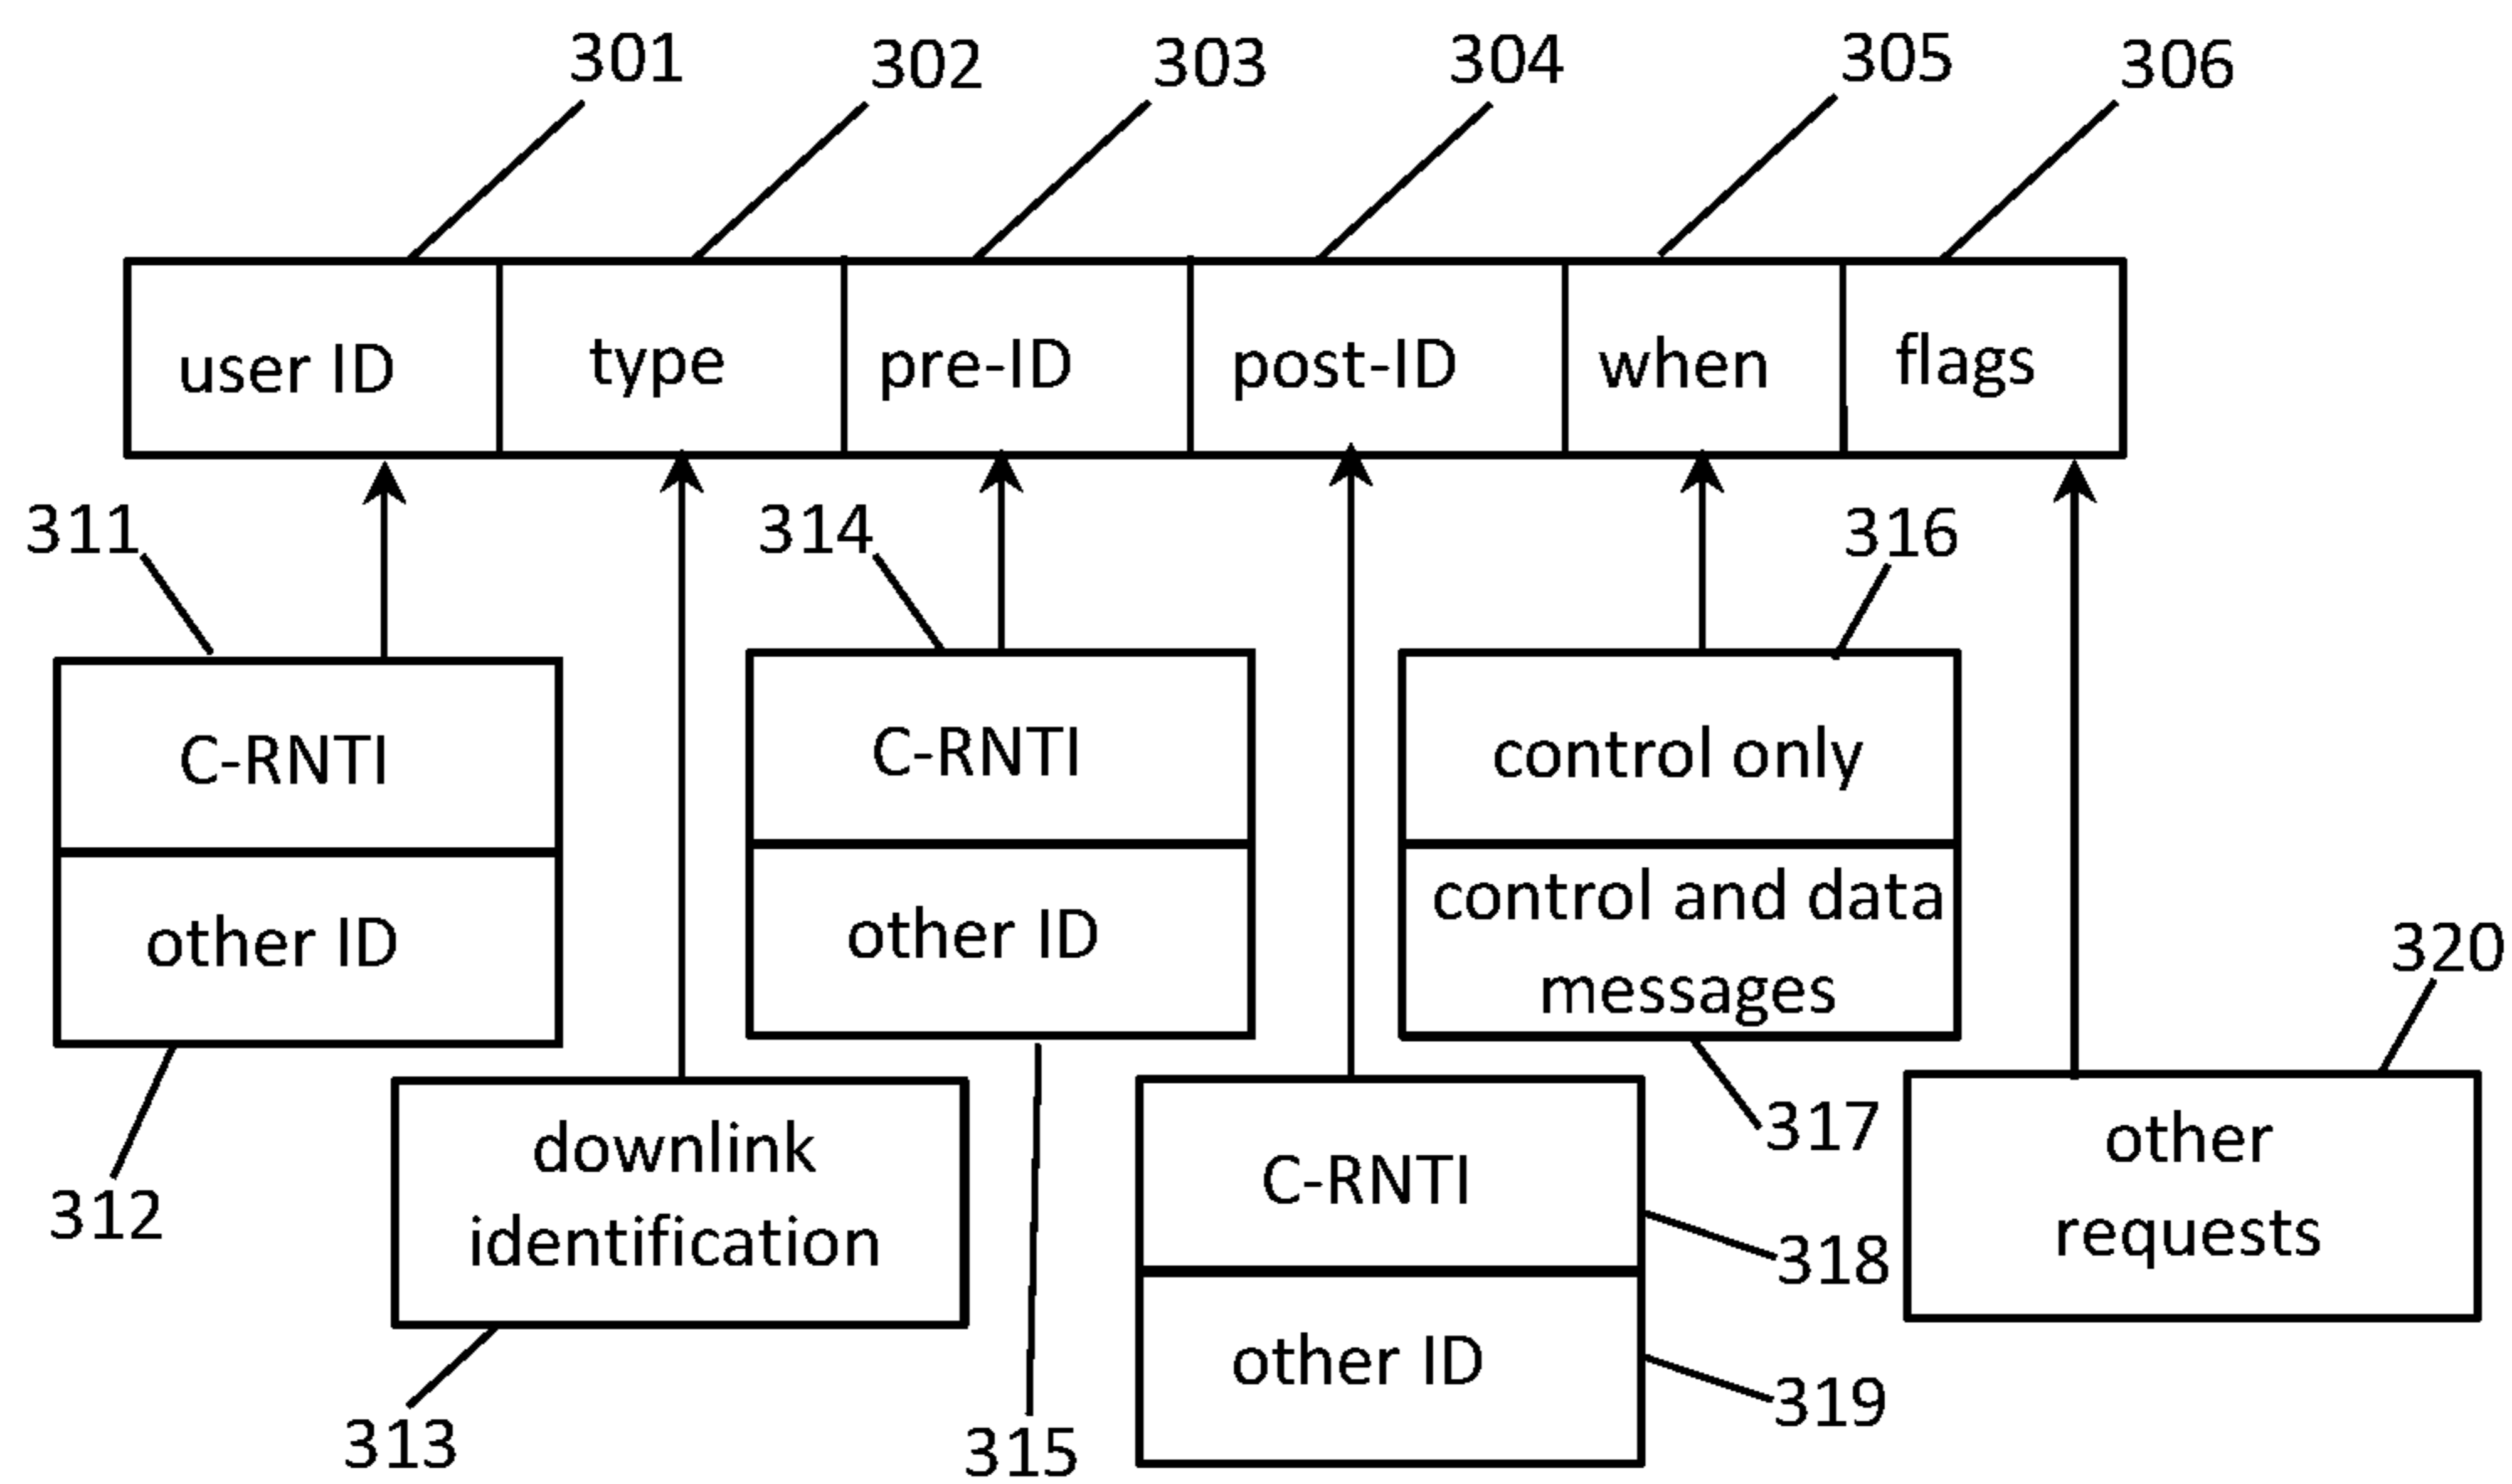 301 302 303 304 305 306
user ID type pre-ID post-ID when flags
311 314 316
C-RNTI C-RNTI control only
other ID other ID control and data
messages
320
312 317
downlink
identification
C-RNTI
other
requests
318
other ID
319
313 315